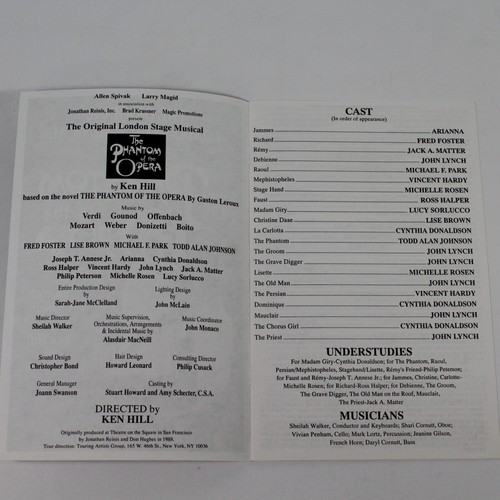 Allen Spivak Larry Magid
in association with
Jonathan Reinis, Inc. Brad Krassner Magic Promotions
present
The Original London Stage Musical
The
PHANTOM
of the
OPERA
by Ken Hill
based on the novel THE PHANTOM OF THE OPERA By Gaston Leroux
Music by
Verdi Gounod Offenbach
Mozart Weber Donizetti Boito
With
FRED FOSTER LISE BROWN MICHAEL F. PARK TODD ALAN JOHNSON
Joseph T. Annese Jr. Arianna Cynthia Donaldson
Ross Halper Vincent Hardy John Lynch Jack A. Matter
Philip Peterson Michelle Rosen Lucy Sorlucco
Entire Production Design by
Sarah-Jane McClelland
Lighting Design by
John McLain
Music Director
Sheilah Walker
Music Supervision,
Orchestrations, Arrangements
& Incidental Music by
Alasdair MacNeill
Music Coordinator
John Monaco
Sound Design
Christopher Bond
Hair Design
Howard Leonard
Consulting Director
Philip Cusack
General Manager
Joann Swanson
Casting by
Stuart Howard and Amy Schecter, C.S.A.
DIRECTED by
KEN HILL
Originally produced at Theatre on the Square in San Francisco
by Jonathan Reinis and Don Hughes in 1988.
Tour direction: Touring Artists Group, 165 W. 46th St., New York, NY 10036
CAST
(In order of appearance)
Jammes ARIANNA
Richard FRED FOSTER
Rémy JACK A. MATTER
Debienne JOHN LYNCH
Raoul MICHAEL F. PARK
Mephistopheles VINCENT HARDY
Stage Hand MICHELLE ROSEN
Faust ROSS HALPER
Madam Giry LUCY SORLUCCO
Christine Daae LISE BROWN
La Carlotta CYNTHIA DONALDSON
The Phantom TODD ALAN JOHNSON
The Groom JOHN LYNCH
The Grave Digger JOHN LYNCH
Lisette MICHELLE ROSEN
The Old Man JOHN LYNCH
The Persian VINCENT HARDY
Dominique CYNTHIA DONALDSON
Mauclair JOHN LYNCH
The Chorus Girl CYNTHIA DONALDSON
The Priest JOHN LYNCH
UNDERSTUDIES
For Madam Giry-Cynthia Donaldson; for The Phantom, Raoul,
Persian/Mephistopheles, Stagehand/Lisette, Rémy's Friend-Philip Peterson;
for Faust and Rémy-Joseph T. Annese Jr.; for Jammes, Christine, Carlotta-
Michelle Rosen; for Richard-Ross Halper; for Debienne, The Groom,
The Grave Digger, The Old Man on the Roof, Mauclair,
The Priest-Jack A. Matter
MUSICIANS
Sheilah Walker, Conductor and Keyboards; Shari Cornutt, Oboe;
Vivian Penham, Cello; Mark Lortz, Percussion; Jeanina Gilson,
French Horn; Daryl Cornutt, Bass